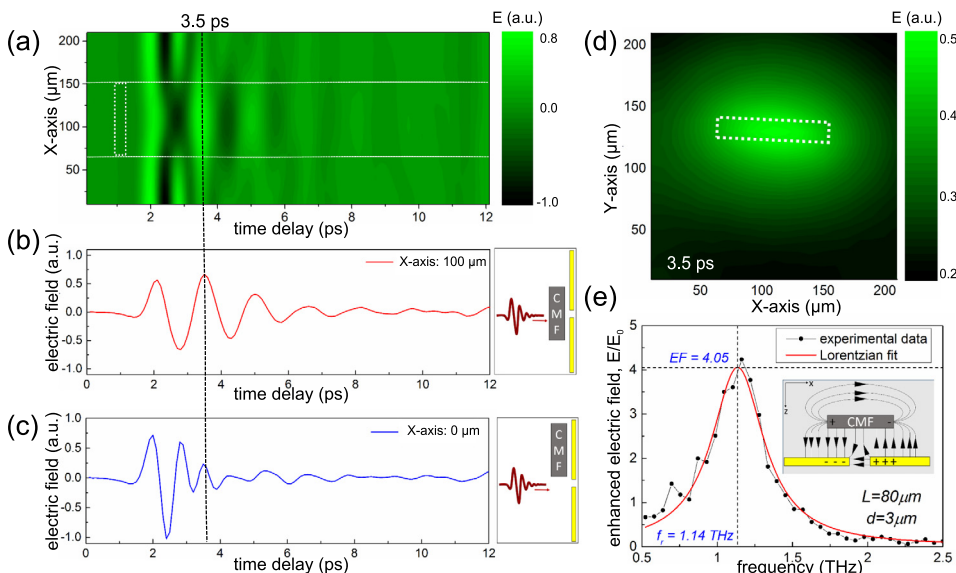 3.5 ps
(a)
X-axis (µm)
200
150
100
50
2
4
6
8
10
12
time delay (ps)
E (a.u.)
0.8
0.0
-1.0
(b)
electric field (a.u.)
1.0
0.5
0.0
-0.5
-1.0
X-axis: 100 µm
0
2
4
6
8
10
12
time delay (ps)
C
M
F
(c)
electric field (a.u.)
1.0
0.5
0.0
-0.5
-1.0
X-axis: 0 µm
0
2
4
6
8
10
12
time delay (ps)
C
M
F
(d)
Y-axis (µm)
200
150
100
50
0
3.5 ps
50
100
150
200
X-axis (µm)
E (a.u.)
0.5
0.4
0.3
0.2
(e)
enhanced electric field, E/E0
5
4
3
2
1
0
EF = 4.05
experimental data
Lorentzian fit
x
z
+ CMF -
- - -
+ + +
L=80µm
d=3µm
fr = 1.14 THz
0.5
1
1.5
2
2.5
frequency (THz)